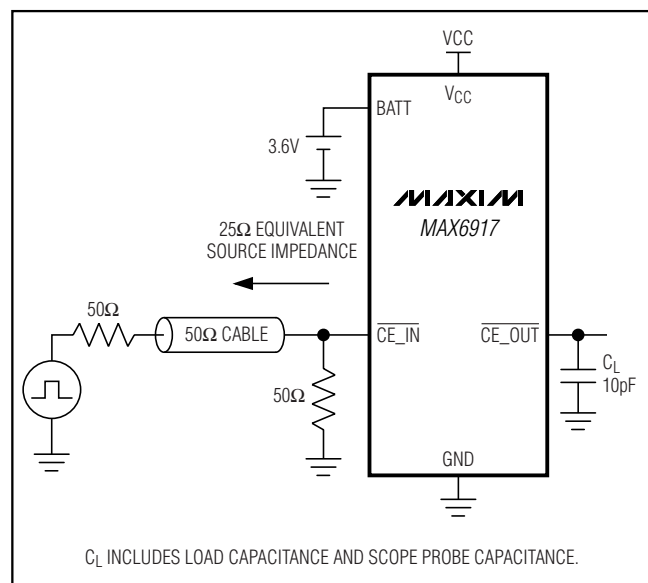 VCC
VCC
BATT
3.6V
MAXIM
MAX6917
25Ω EQUIVALENT
SOURCE IMPEDANCE
50Ω
50Ω CABLE
CE_IN
CE_OUT
CL
10pF
50Ω
GND
CL INCLUDES LOAD CAPACITANCE AND SCOPE PROBE CAPACITANCE.